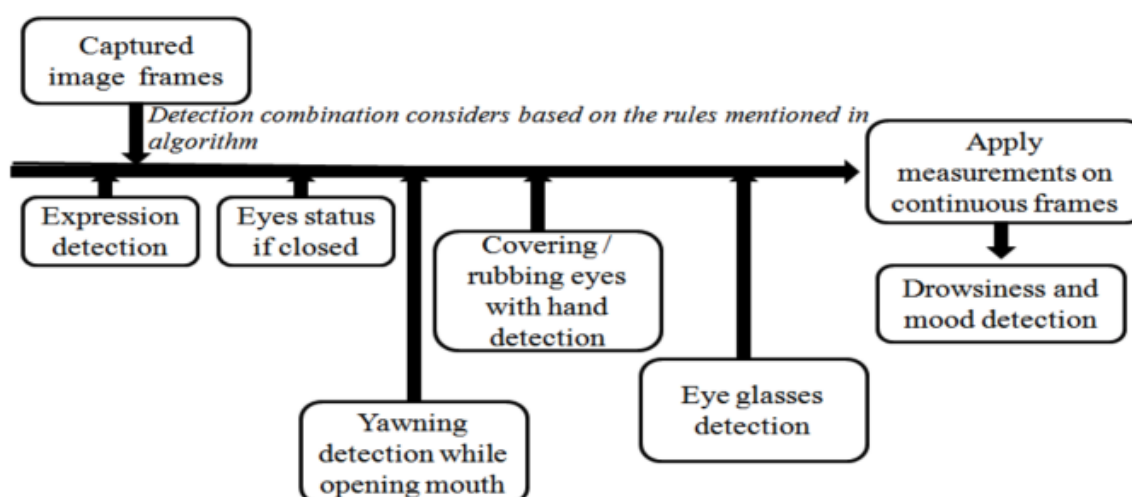 Captured
image frames
Detection combination considers based on the rules mentioned in
algorithm
Apply
measurements on
continuous frames
Expression
detection
Eyes status
if closed
Covering /
rubbing eyes
with hand
detection
Drowsiness and
mood detection
Eye glasses
detection
Yawning
detection while
opening mouth